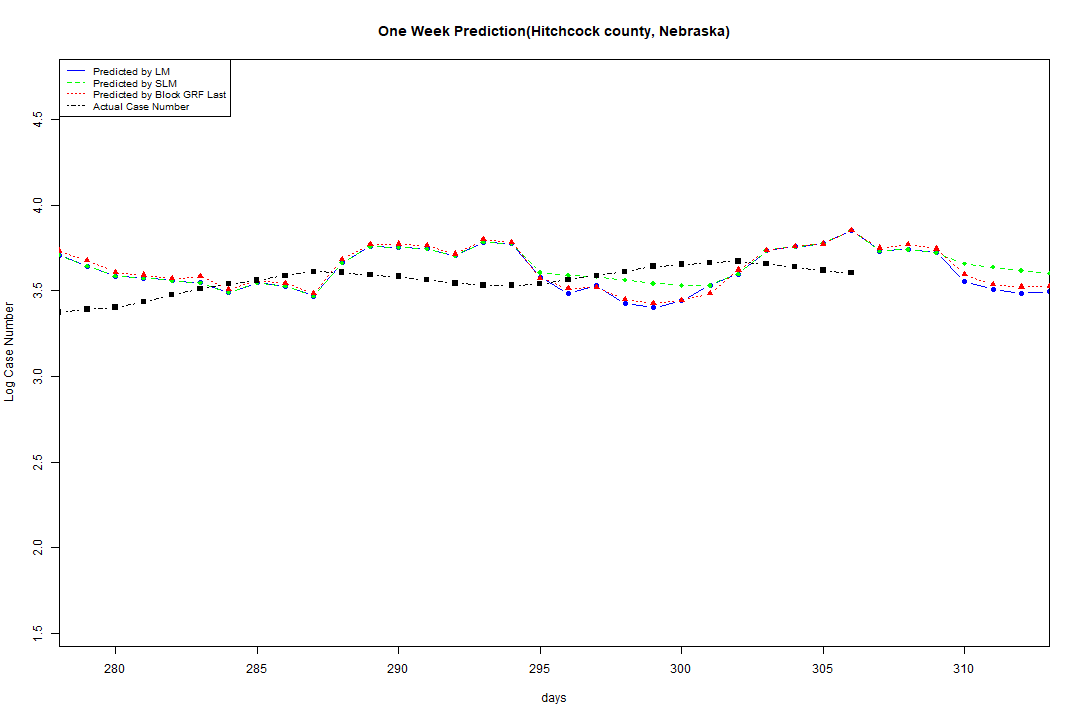 One Week Prediction(Hitchcock county, Nebraska)
Predicted by LM
Predicted by SLM
Predicted by Block GRF Last
Actual Case Number
Log Case Number
4.5
4.0
3.5
3.0
2.5
2.0
1.5
280 285 290 295 300 305 310
days